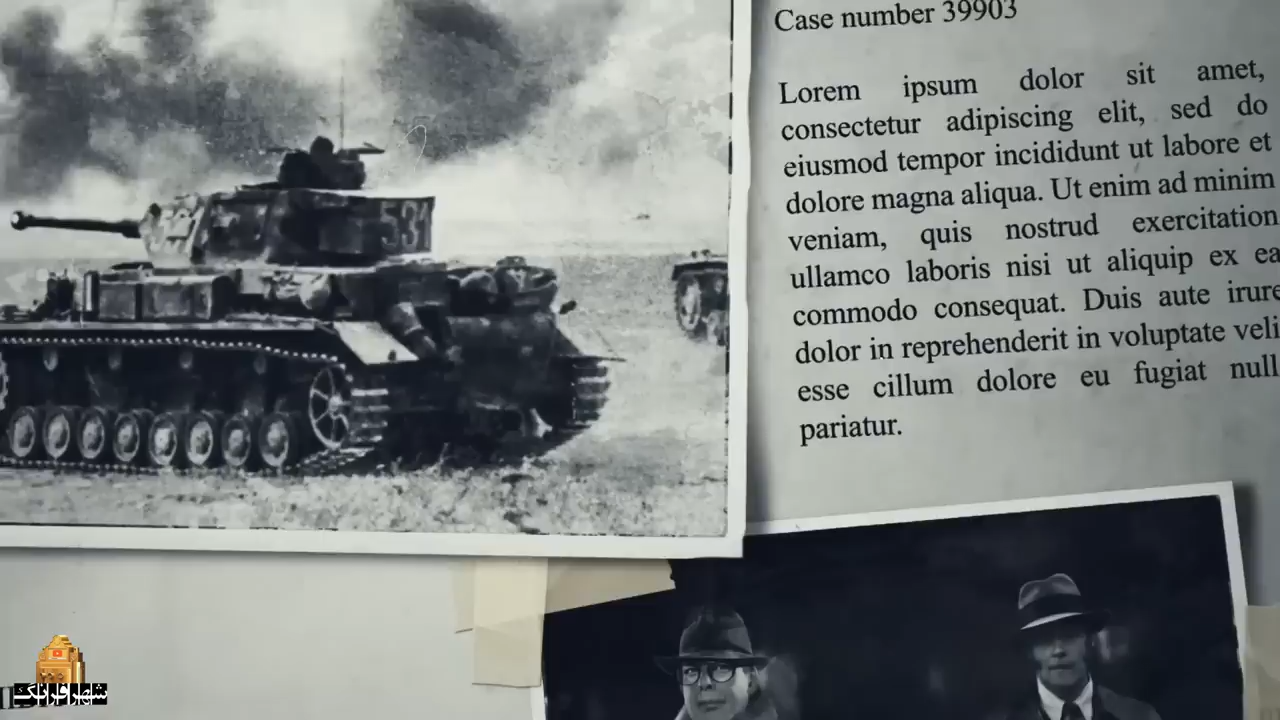 Case number 39903
Lorem ipsum dolor sit amet,
consectetur adipiscing elit, sed do
eiusmod tempor incididunt ut labore et
dolore magna aliqua. Ut enim ad minim
veniam, quis nostrud exercitation
ullamco laboris nisi ut aliquip ex ea
commodo consequat. Duis aute irure
dolor in reprehenderit in voluptate veli
esse cillum dolore eu fugiat null
pariatur.
531